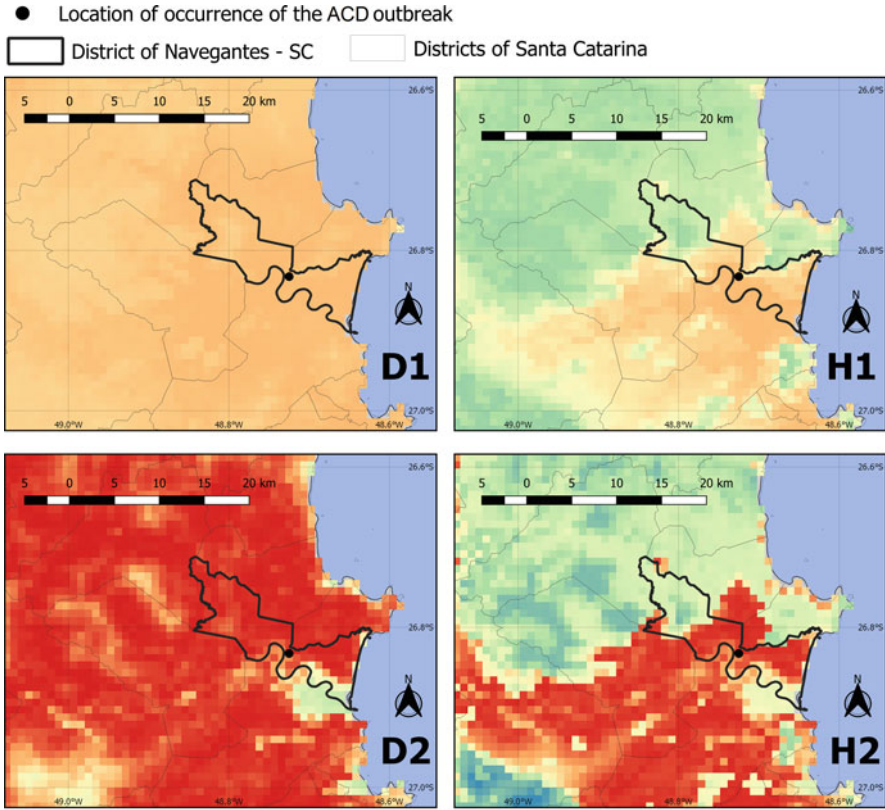 Location of occurrence of the ACD outbreak
District of Navegantes - SC Districts of Santa Catarina
5 0 5 10 15 20 km
26.6°S
26.8°S
N
D1
49.0°W 48.8°W 48.6°W 27.0°S
5 0 5 10 15 20 km
26.6°S
26.8°S
N
H1
49.0°W 48.8°W 48.6°W 27.0°S
5 0 5 10 15 20 km
26.6°S
26.8°S
N
D2
49.0°W 48.8°W 48.6°W 27.0°S
5 0 5 10 15 20 km
26.6°S
26.8°S
N
H2
49.0°W 48.8°W 48.6°W 27.0°S